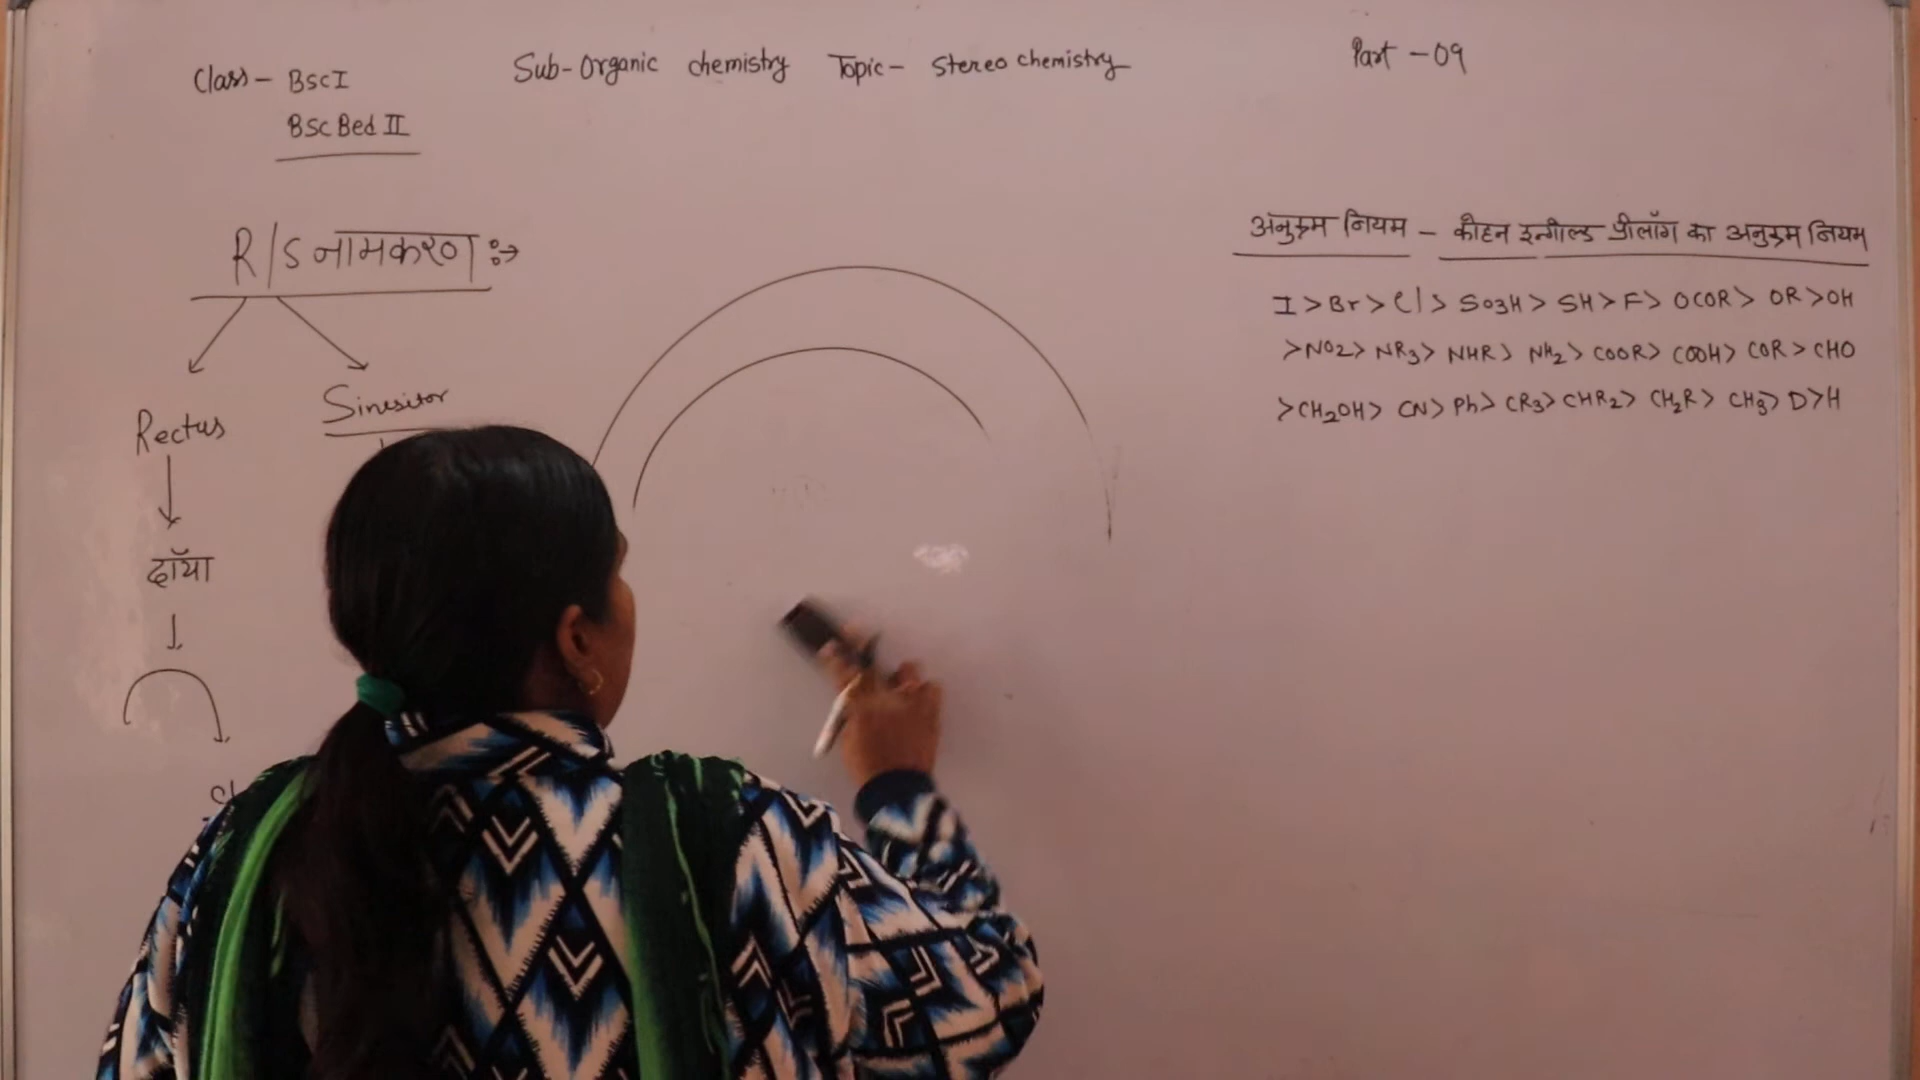 Class - BSc I
BSc Bed II
Sub- Organic chemistry Topic - Stereo chemistry
Part - 09
R/S नामकरण :→
Rectus
Sinesitor
दाँया
अनुक्रम नियम - कॉहन इन्गोल्ड प्रीलॉग का अनुक्रम नियम
I > Br > Cl > SO3H > SH > F > OCOR > OR > OH
> NO2 > NR3 > NHR > NH2 > COOR > COOH > COR > CHO
> CH2OH > CN > Ph > CR3 > CHR2 > CH2R > CH3 > D > H